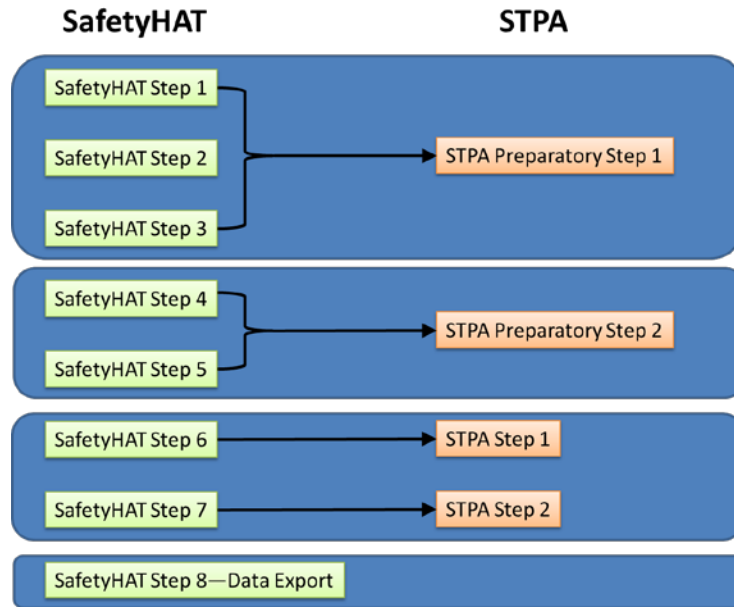 SafetyHAT STPA
SafetyHAT Step 1
SafetyHAT Step 2 STPA Preparatory Step 1
SafetyHAT Step 3
SafetyHAT Step 4
STPA Preparatory Step 2
SafetyHAT Step 5
SafetyHAT Step 6 STPA Step 1
SafetyHAT Step 7 STPA Step 2
SafetyHAT Step 8—Data Export